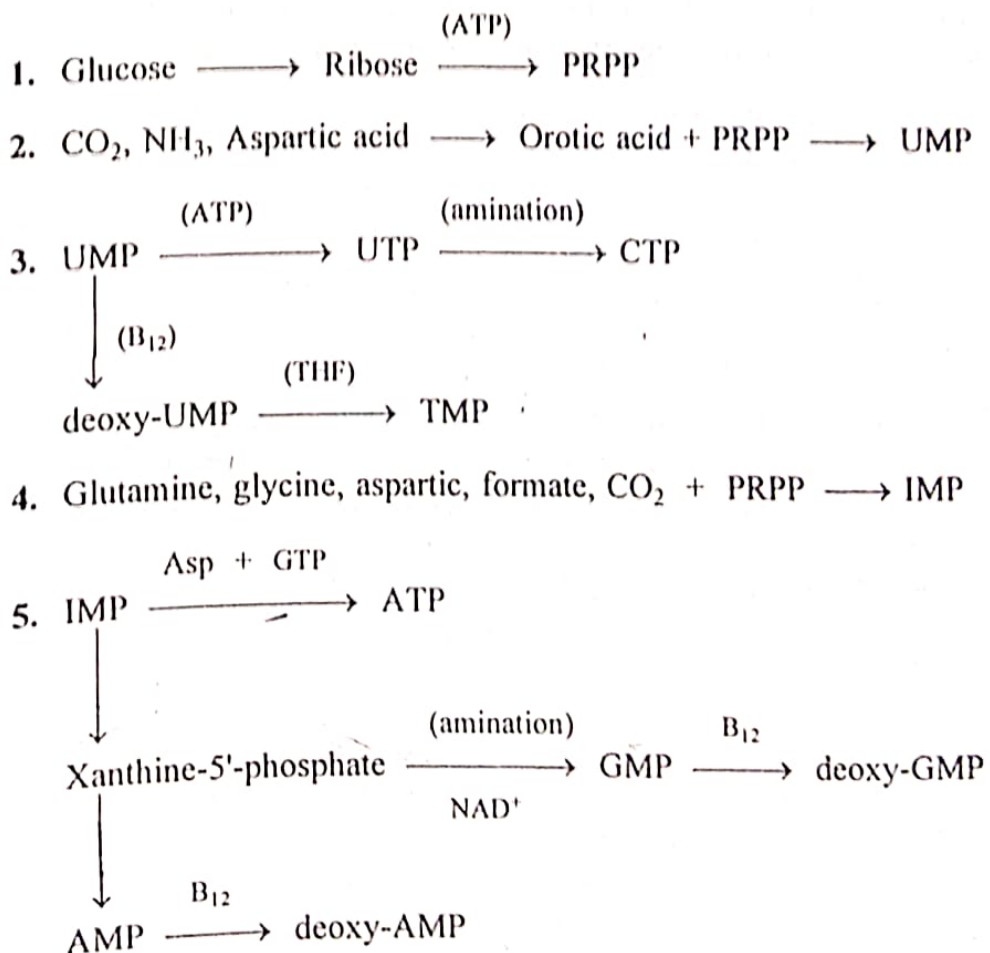 (ATP)
1. Glucose ⟶ Ribose ⟶ PRPP
2. CO₂, NH₃, Aspartic acid ⟶ Orotic acid + PRPP ⟶ UMP
(ATP) (amination)
3. UMP ⟶ UTP ⟶ CTP
(B₁₂)
(THF)
deoxy-UMP ⟶ TMP
4. Glutamine, glycine, aspartic, formate, CO₂ + PRPP ⟶ IMP
Asp + GTP
5. IMP ⟶ ATP
(amination) B₁₂
Xanthine-5'-phosphate ⟶ GMP ⟶ deoxy-GMP
NAD⁺
B₁₂
AMP ⟶ deoxy-AMP